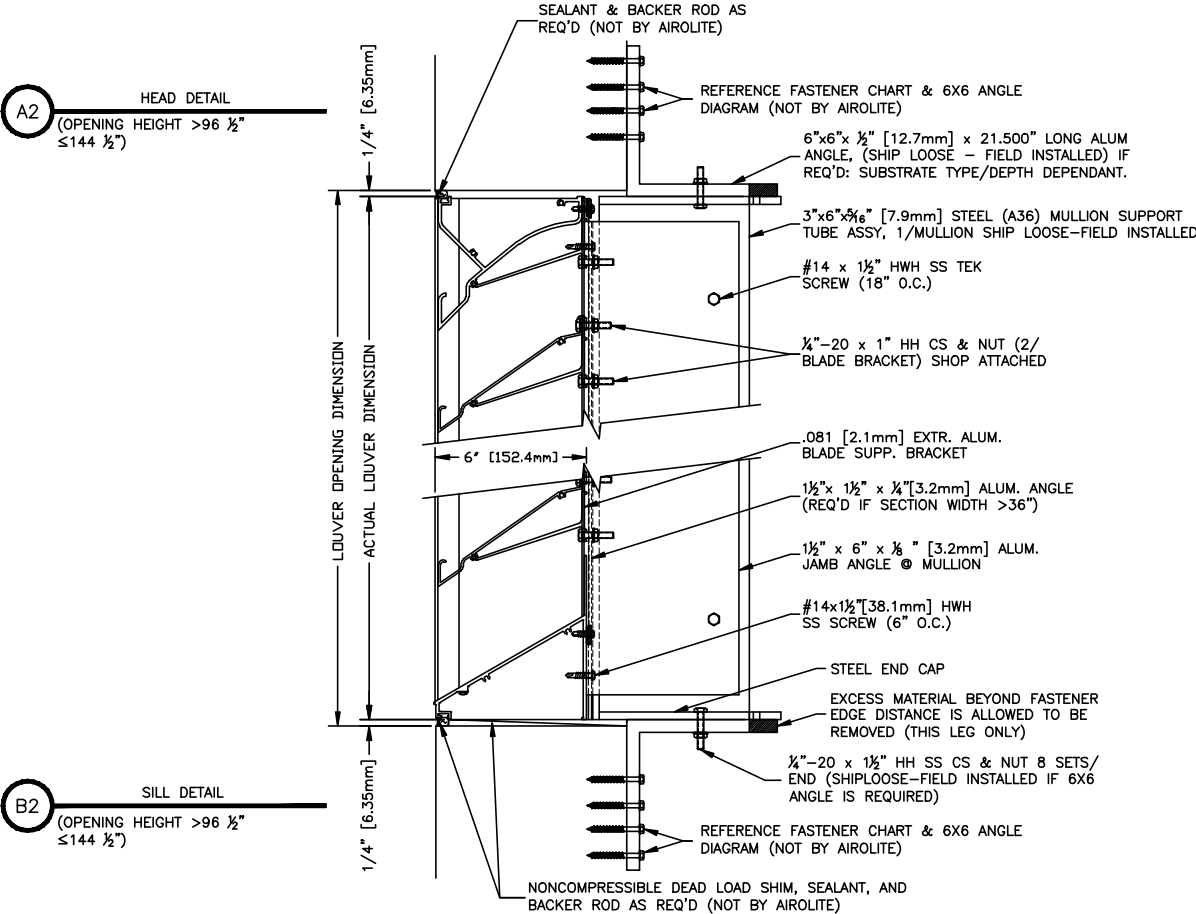 SEALANT & BACKER ROD AS
REQ'D (NOT BY AIROLITE)
A2
HEAD DETAIL
(OPENING HEIGHT >96 ½"
≤144 ½")
1/4" [6.35mm]
REFERENCE FASTENER CHART & 6X6 ANGLE
DIAGRAM (NOT BY AIROLITE)
6"x6"x ½" [12.7mm] x 21.500" LONG ALUM
ANGLE, (SHIP LOOSE – FIELD INSTALLED) IF
REQ'D: SUBSTRATE TYPE/DEPTH DEPENDANT.
3"x6"x5/16" [7.9mm] STEEL (A36) MULLION SUPPORT
TUBE ASSY, 1/MULLION SHIP LOOSE–FIELD INSTALLED
#14 x 1½" HWH SS TEK
SCREW (18" O.C.)
¼"–20 x 1" HH CS & NUT (2/
BLADE BRACKET) SHOP ATTACHED
LOUVER OPENING DIMENSION
ACTUAL LOUVER DIMENSION
6" [152.4mm]
.081 [2.1mm] EXTR. ALUM.
BLADE SUPP. BRACKET
1½"x 1½" x ¼"[3.2mm] ALUM. ANGLE
(REQ'D IF SECTION WIDTH >36")
1½" x 6" x ⅛ " [3.2mm] ALUM.
JAMB ANGLE @ MULLION
#14x1½"[38.1mm] HWH
SS SCREW (6" O.C.)
STEEL END CAP
EXCESS MATERIAL BEYOND FASTENER
EDGE DISTANCE IS ALLOWED TO BE
REMOVED (THIS LEG ONLY)
¼"–20 x 1½" HH SS CS & NUT 8 SETS/
END (SHIPLOOSE–FIELD INSTALLED IF 6X6
ANGLE IS REQUIRED)
B2
SILL DETAIL
(OPENING HEIGHT >96 ½"
≤144 ½")
1/4" [6.35mm]
REFERENCE FASTENER CHART & 6X6 ANGLE
DIAGRAM (NOT BY AIROLITE)
NONCOMPRESSIBLE DEAD LOAD SHIM, SEALANT, AND
BACKER ROD AS REQ'D (NOT BY AIROLITE)